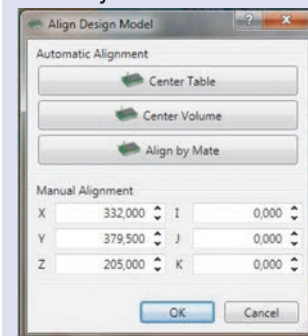 Align Design Model
Automatic Alignment
Center Table
Center Volume
Align by Mate
Manual Alignment
X 332,000 I 0,000
Y 379,500 J 0,000
Z 205,000 K 0,000
OK Cancel